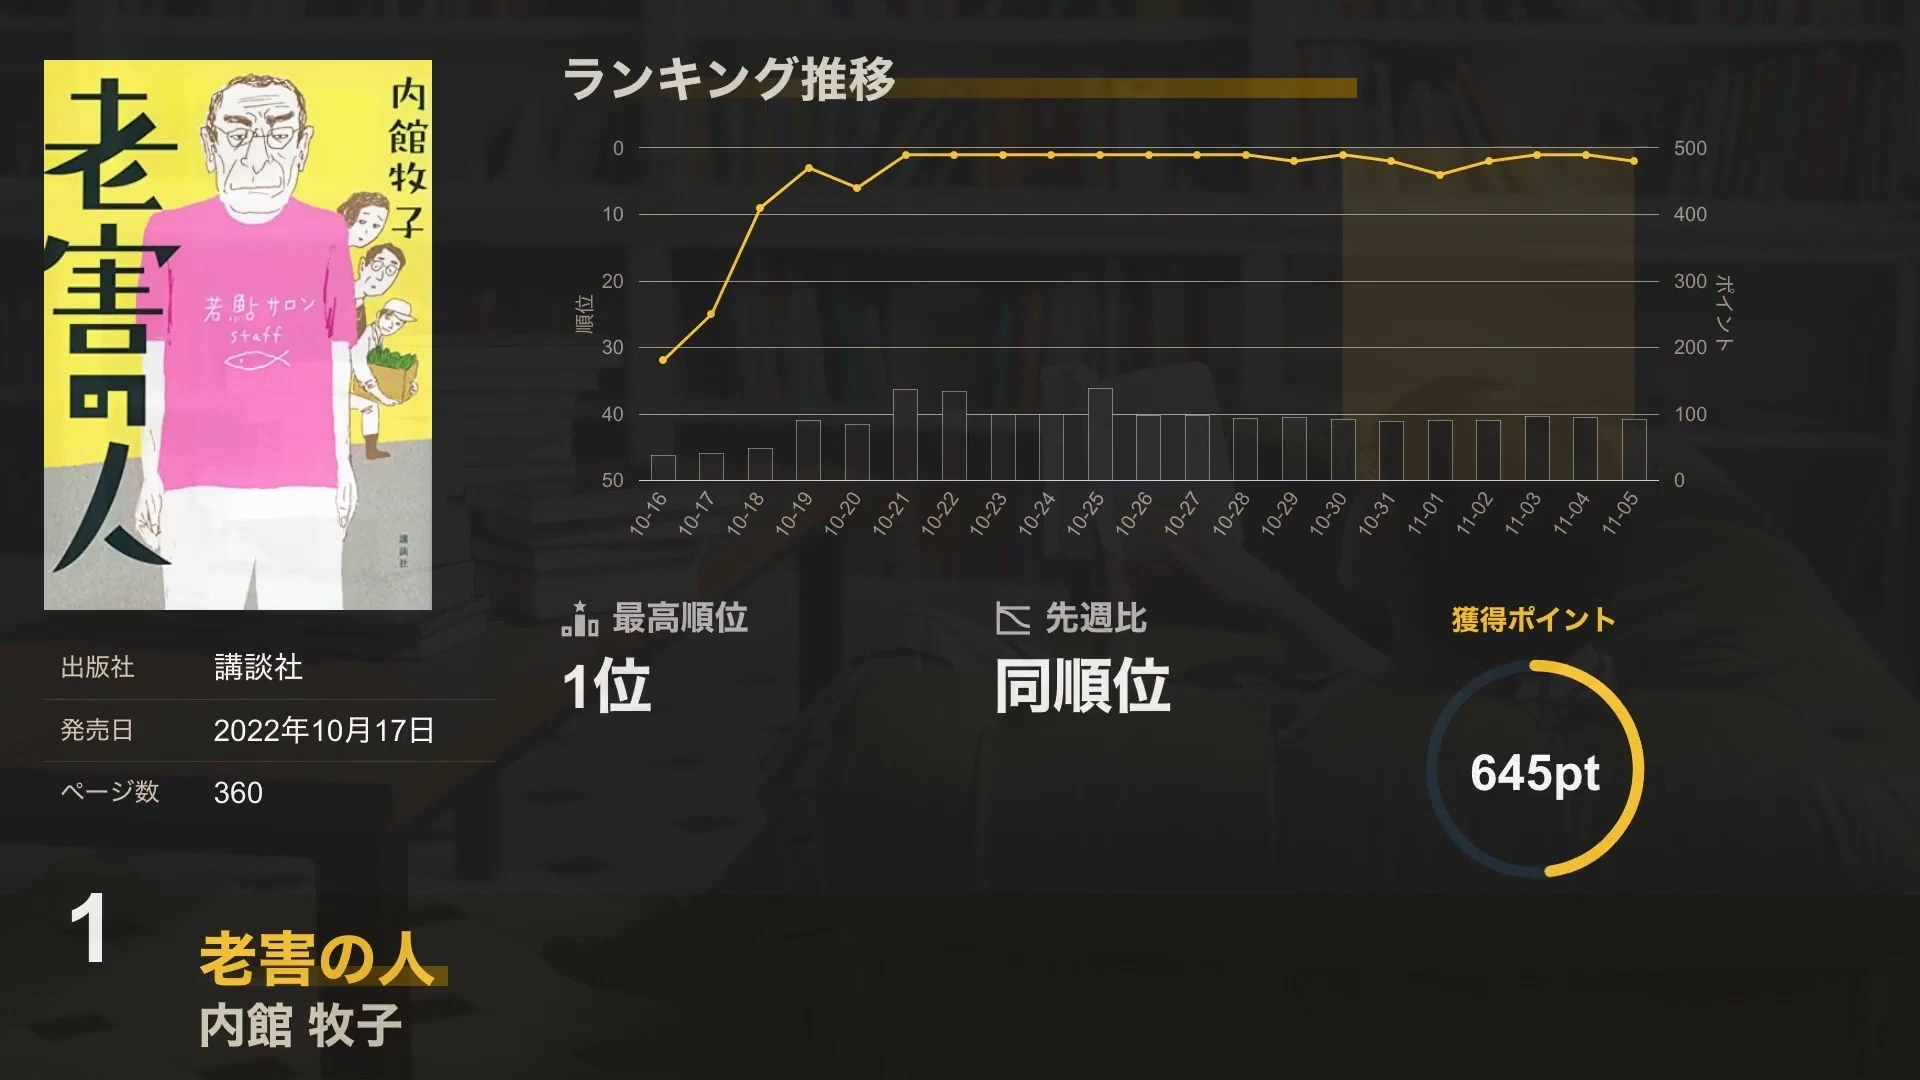 老害の人
内館牧子
若鮎サロン
staff
講談社
出版社 講談社
発売日 2022年10月17日
ページ数 360
ランキング推移
順位
0
10
20
30
40
50
500
400
300
200
100
0
ポイント
10-16 10-17 10-18 10-19 10-20 10-21 10-22 10-23 10-24 10-25 10-26 10-27 10-28 10-29 10-30 10-31 11-01 11-02 11-03 11-04 11-05
最高順位
1位
先週比
同順位
獲得ポイント
645pt
1
老害の人
内館 牧子